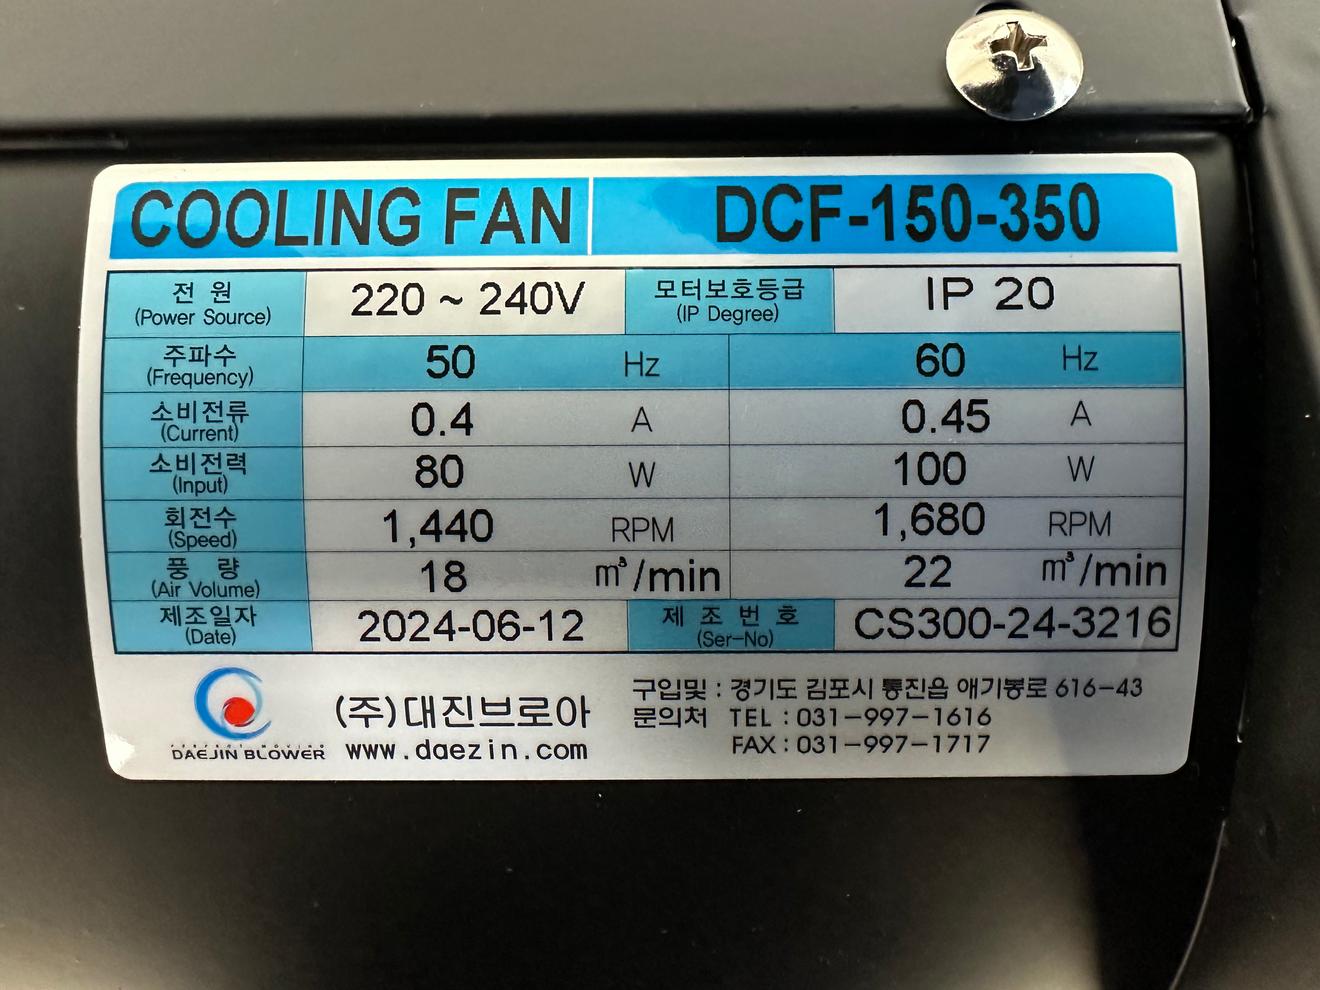 COOLING FAN DCF-150-350
전 원 220 ~ 240V 모터보호등급 IP 20
(Power Source) (IP Degree)
주파수 50 Hz 60 Hz
(Frequency)
소비전류 0.4 A 0.45 A
(Current)
소비전력 80 W 100 W
(Input)
회전수 1,440 RPM 1,680 RPM
(Speed)
풍 량 18 m³/min 22 m³/min
(Air Volume)
제조일자 2024-06-12 제 조 번 호 CS300-24-3216
(Date) (Ser-No)
구입및 : 경기도 김포시 통진읍 애기봉로 616-43
(주)대진브로아 문의처 TEL : 031-997-1616
DAEJIN BLOWER www.daezin.com FAX : 031-997-1717